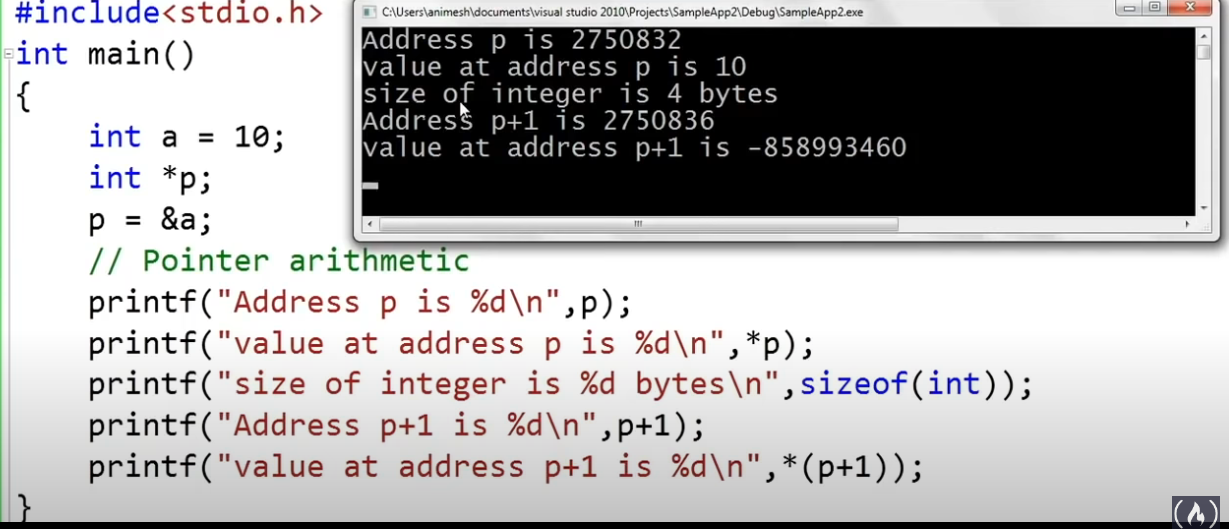 #include<stdio.h>
int main()
{
int a = 10;
int *p;
p = &a;
// Pointer arithmetic
printf("Address p is %d\n",p);
printf("value at address p is %d\n",*p);
printf("size of integer is %d bytes\n",sizeof(int));
printf("Address p+1 is %d\n",p+1);
printf("value at address p+1 is %d\n",*(p+1));
}
C:\Users\animesh\documents\visual studio 2010\Projects\SampleApp2\Debug\SampleApp2.exe
Address p is 2750832
value at address p is 10
size of integer is 4 bytes
Address p+1 is 2750836
value at address p+1 is -858993460